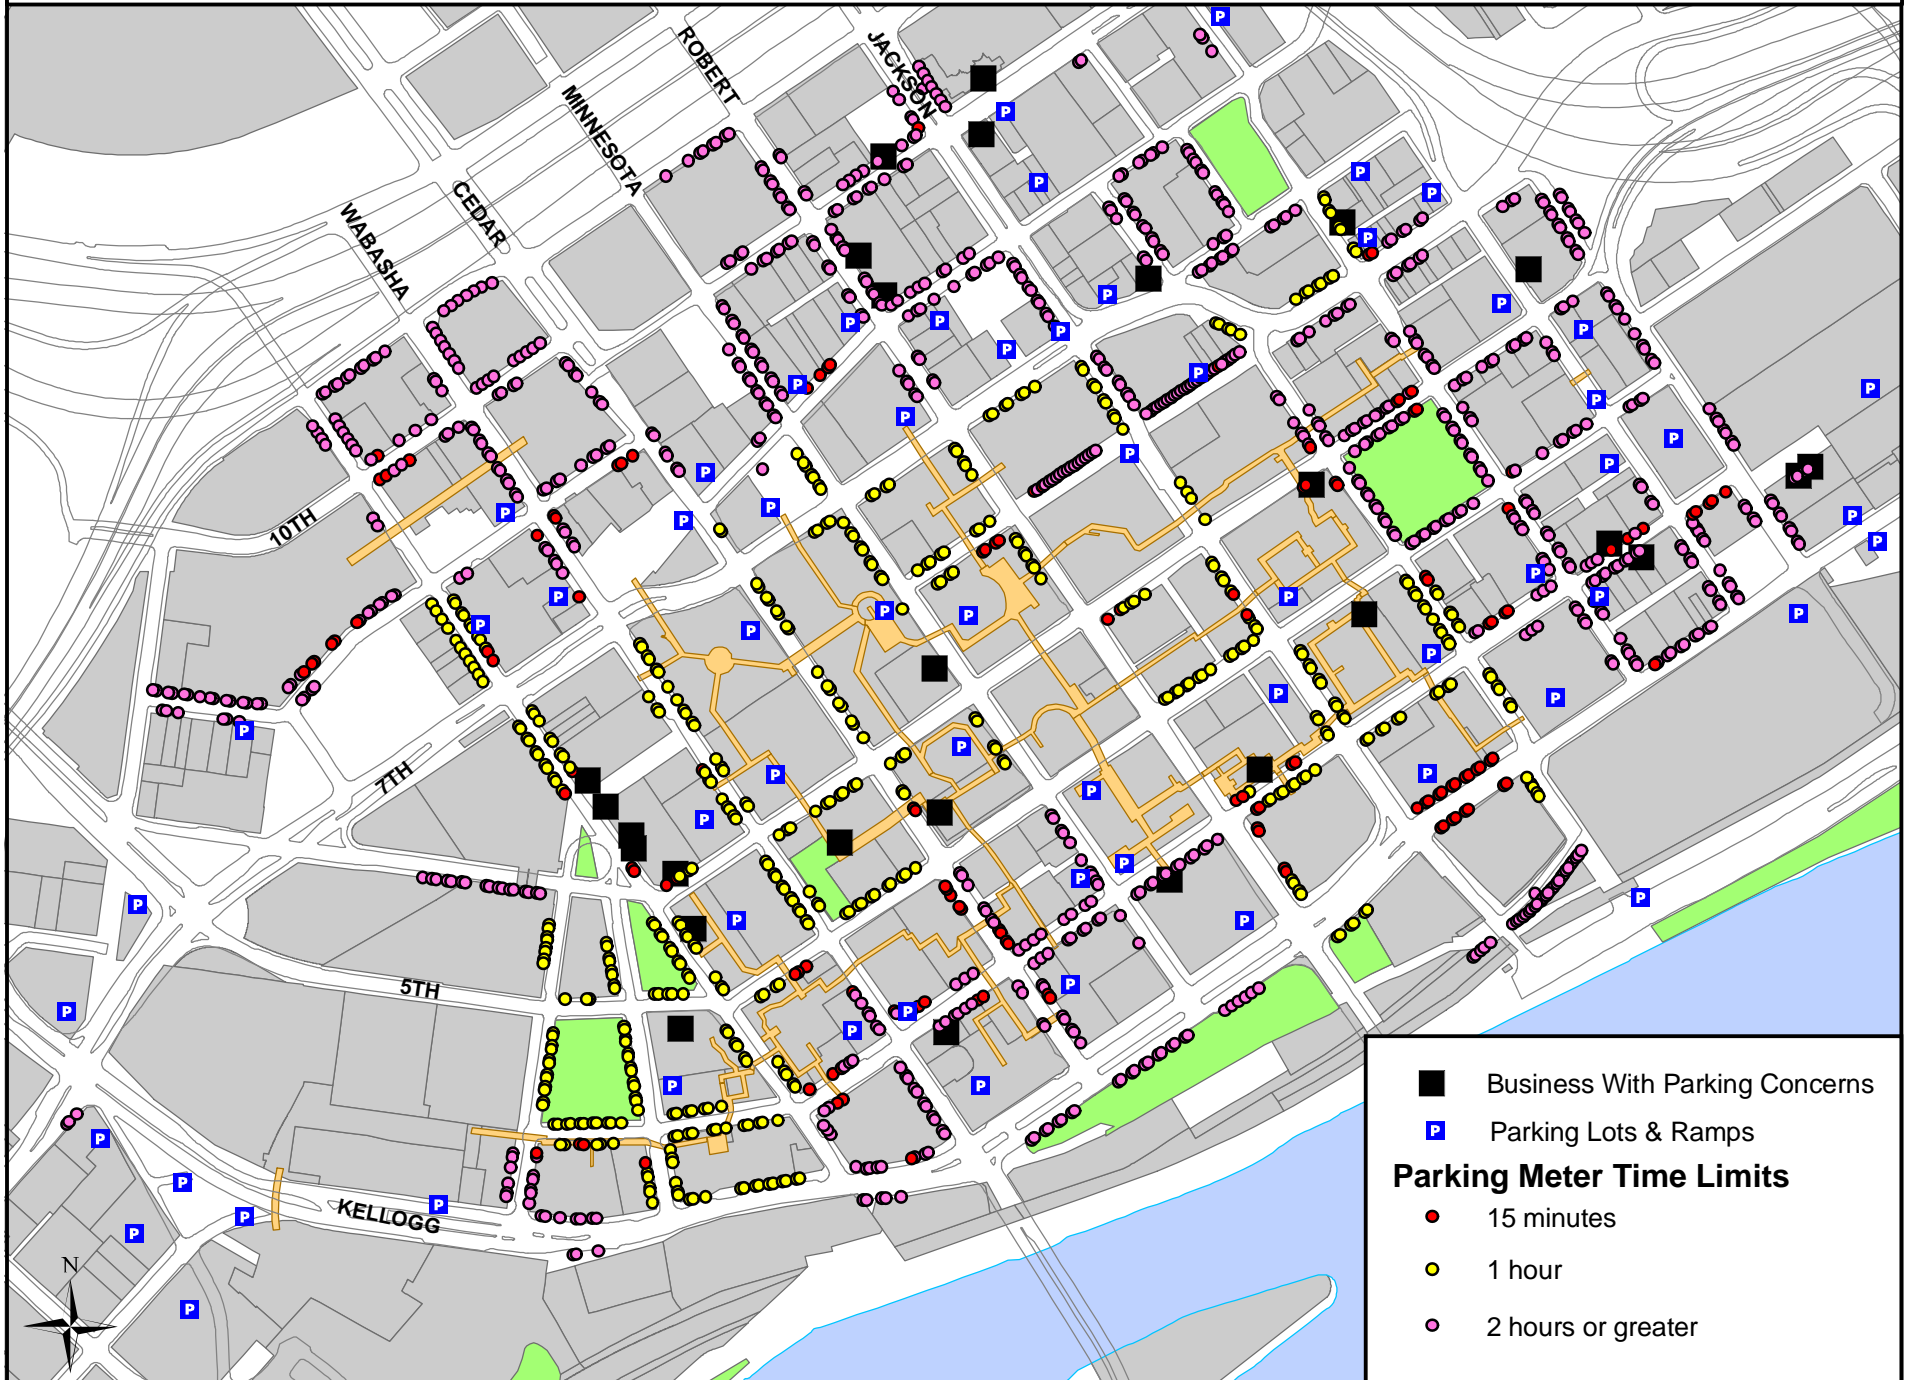 ROBERT
JACKSON
MINNESOTA
CEDAR
WABASHA
10TH
7TH
5TH
KELLOGG
N
Business With Parking Concerns
P Parking Lots & Ramps
Parking Meter Time Limits
15 minutes
1 hour
2 hours or greater